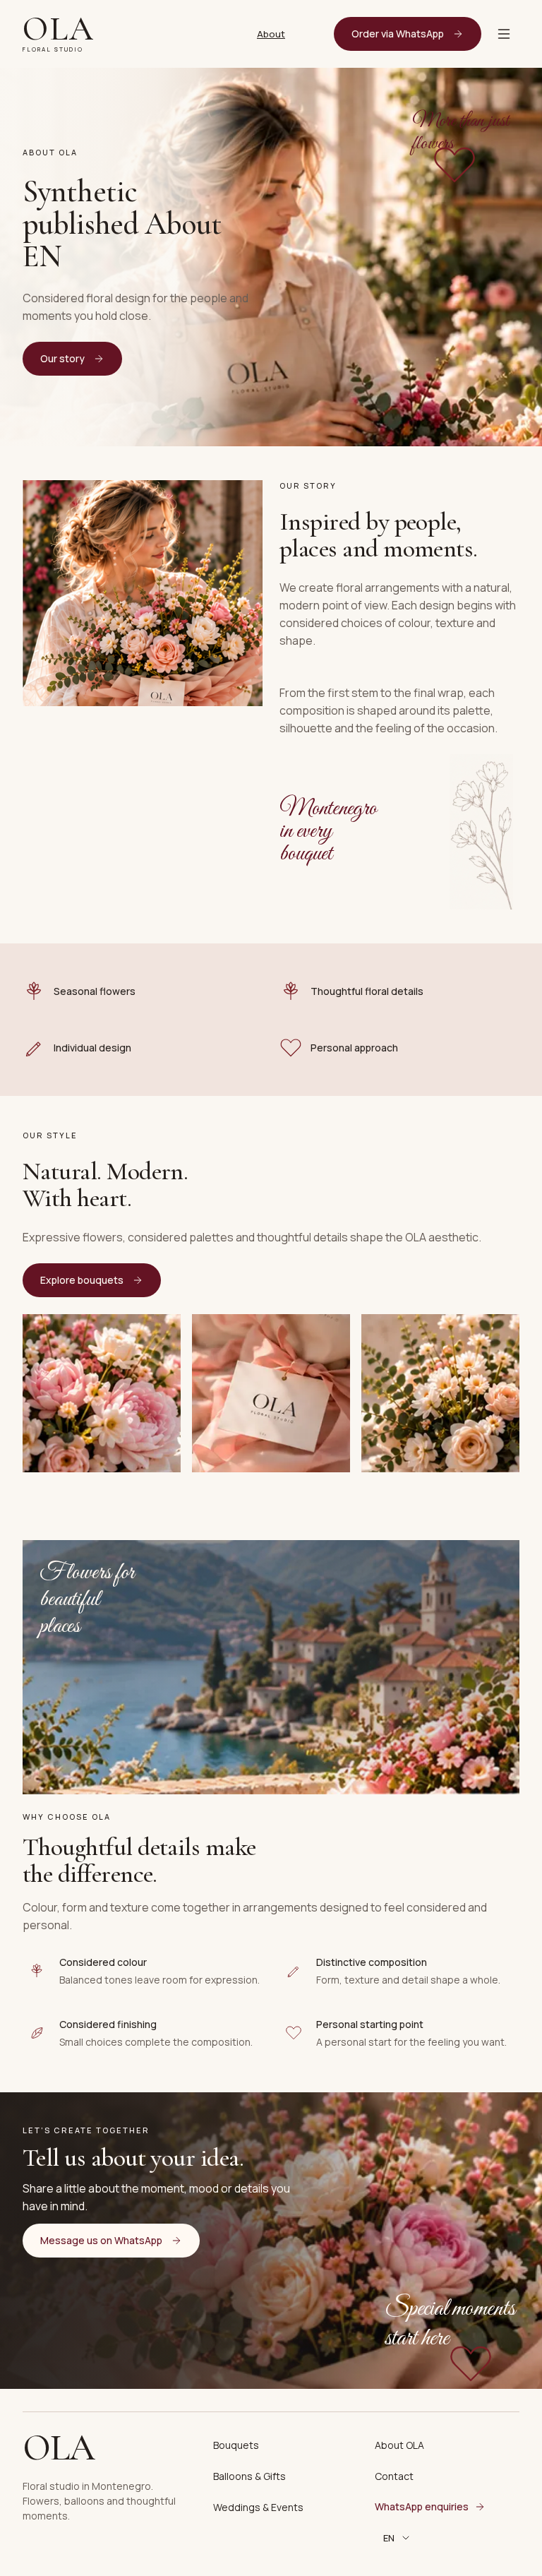 OLA
FLORAL STUDIO
About
Order via WhatsApp
More than just
flowers
ABOUT OLA
Synthetic
published About
EN
Considered floral design for the people and
moments you hold close.
Our story
OLA
OUR STORY
Inspired by people,
places and moments.
We create floral arrangements with a natural,
modern point of view. Each design begins with
considered choices of colour, texture and
shape.
From the first stem to the final wrap, each
composition is shaped around its palette,
silhouette and the feeling of the occasion.
OLA
Montenegro
in every
bouquet
Seasonal flowers
Thoughtful floral details
Individual design
Personal approach
OUR STYLE
Natural. Modern.
With heart.
Expressive flowers, considered palettes and thoughtful details shape the OLA aesthetic.
Explore bouquets
OLA
FLORAL STUDIO
Flowers for
beautiful
places
WHY CHOOSE OLA
Thoughtful details make
the difference.
Colour, form and texture come together in arrangements designed to feel considered and
personal.
Considered colour
Balanced tones leave room for expression.
Distinctive composition
Form, texture and detail shape a whole.
Considered finishing
Small choices complete the composition.
Personal starting point
A personal start for the feeling you want.
LET'S CREATE TOGETHER
Tell us about your idea.
Share a little about the moment, mood or details you
have in mind.
Message us on WhatsApp
Special moments
start here
OLA
Floral studio in Montenegro.
Flowers, balloons and thoughtful
moments.
Bouquets
Balloons & Gifts
Weddings & Events
About OLA
Contact
WhatsApp enquiries
EN